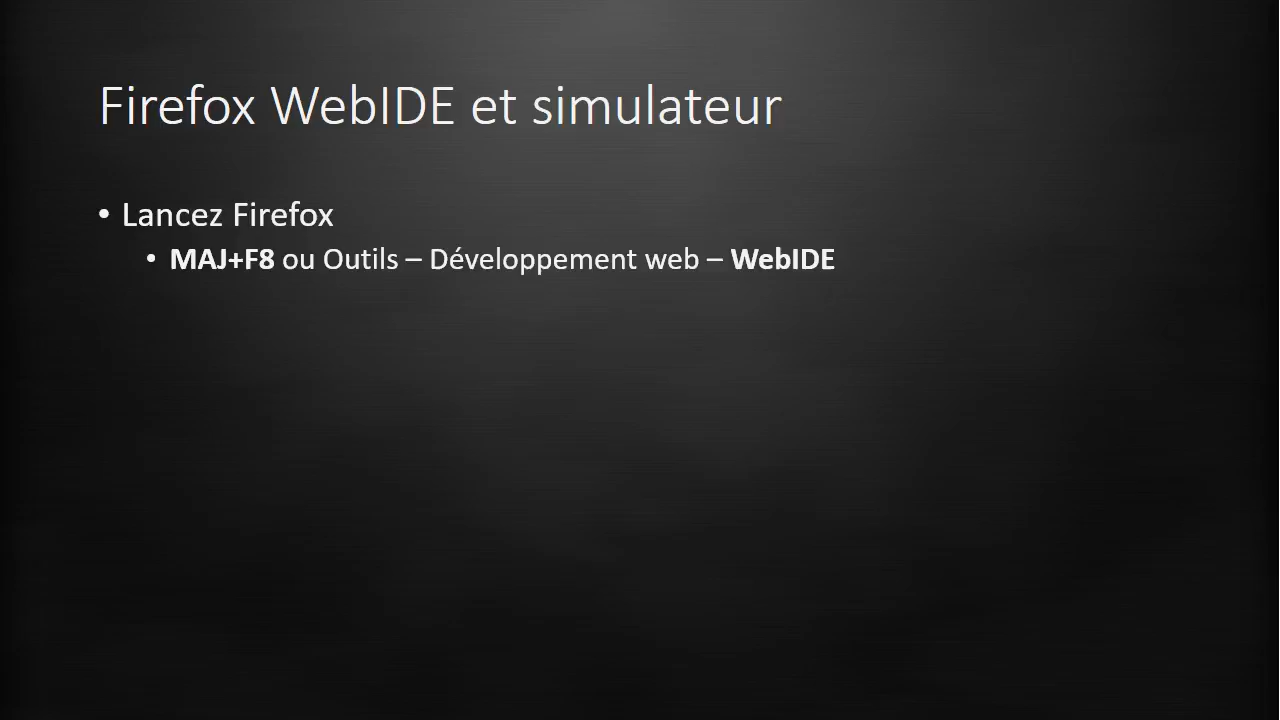 Firefox WebIDE et simulateur
• Lancez Firefox
• MAJ+F8 ou Outils – Développement web – WebIDE